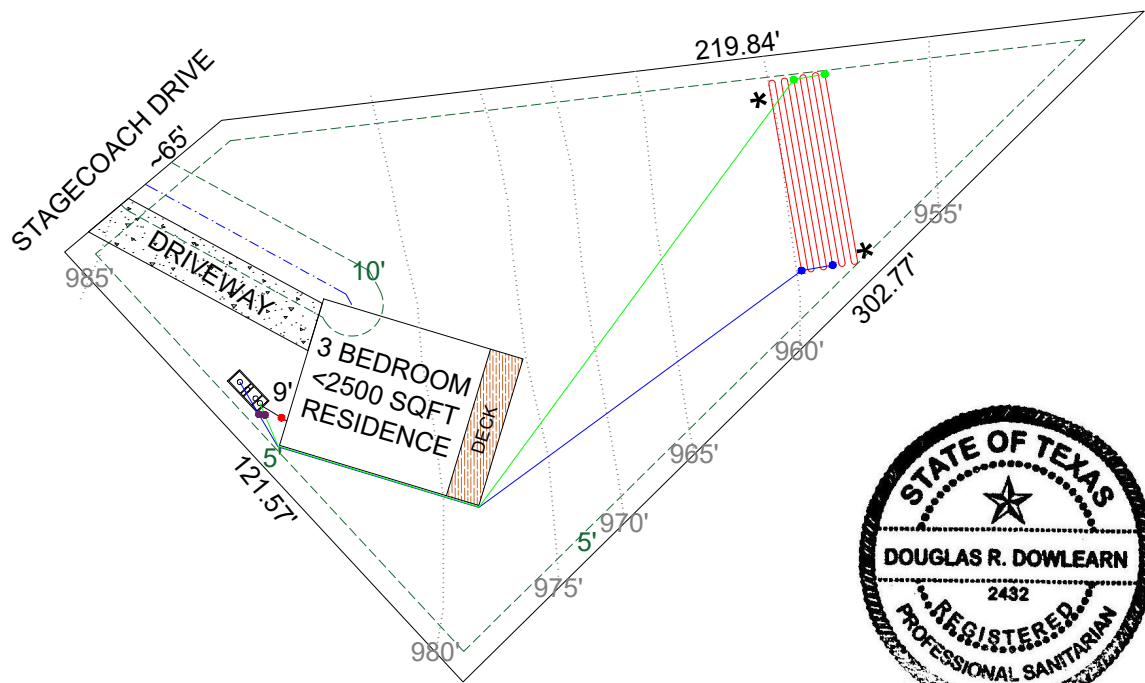 219.84'
STAGECOACH DRIVE
~65'
*
DRIVEWAY
985'
10'
955'
*
302.77'
960'
3 BEDROOM
<2500 SQFT
RESIDENCE
DECK
9'
5'
121.57'
965'
970'
5'
975'
980'
STATE OF TEXAS
DOUGLAS R. DOWLEARN
2432
REGISTERED
PROFESSIONAL SANITARIAN